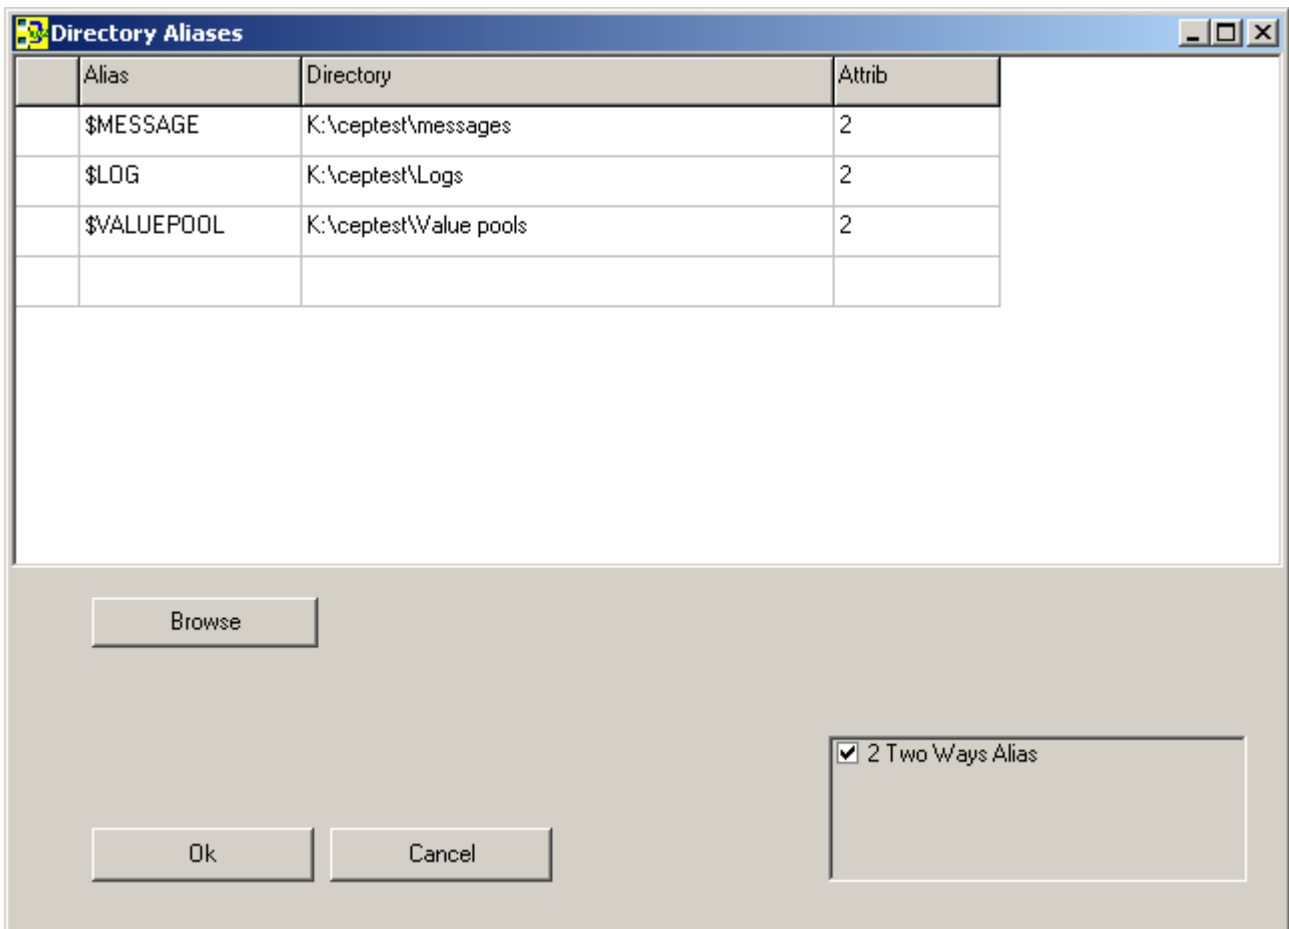 Directory Aliases
Alias Directory Attrib
$MESSAGE K:\ceptest\messages 2
$LOG K:\ceptest\Logs 2
$VALUEPOOL K:\ceptest\Value pools 2
Browse
2 Two Ways Alias
Ok Cancel